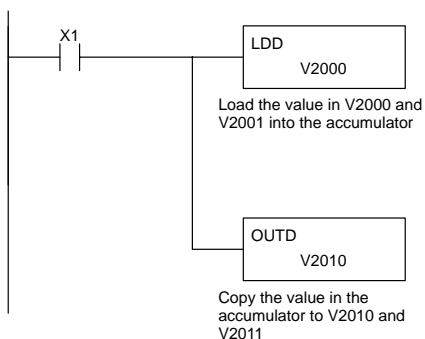 X1
LDD
V2000
Load the value in V2000 and
V2001 into the accumulator
OUTD
V2010
Copy the value in the
accumulator to V2010 and
V2011